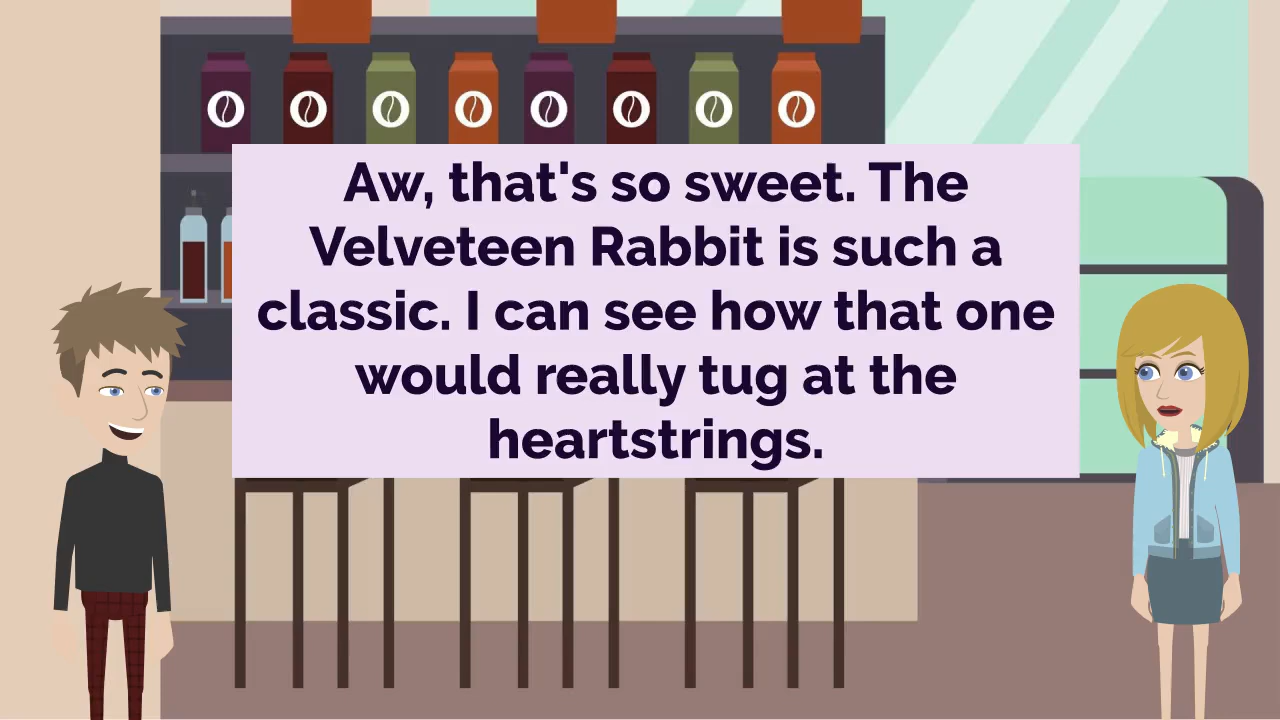 Aw, that's so sweet. The
Velveteen Rabbit is such a
classic. I can see how that one
would really tug at the
heartstrings.